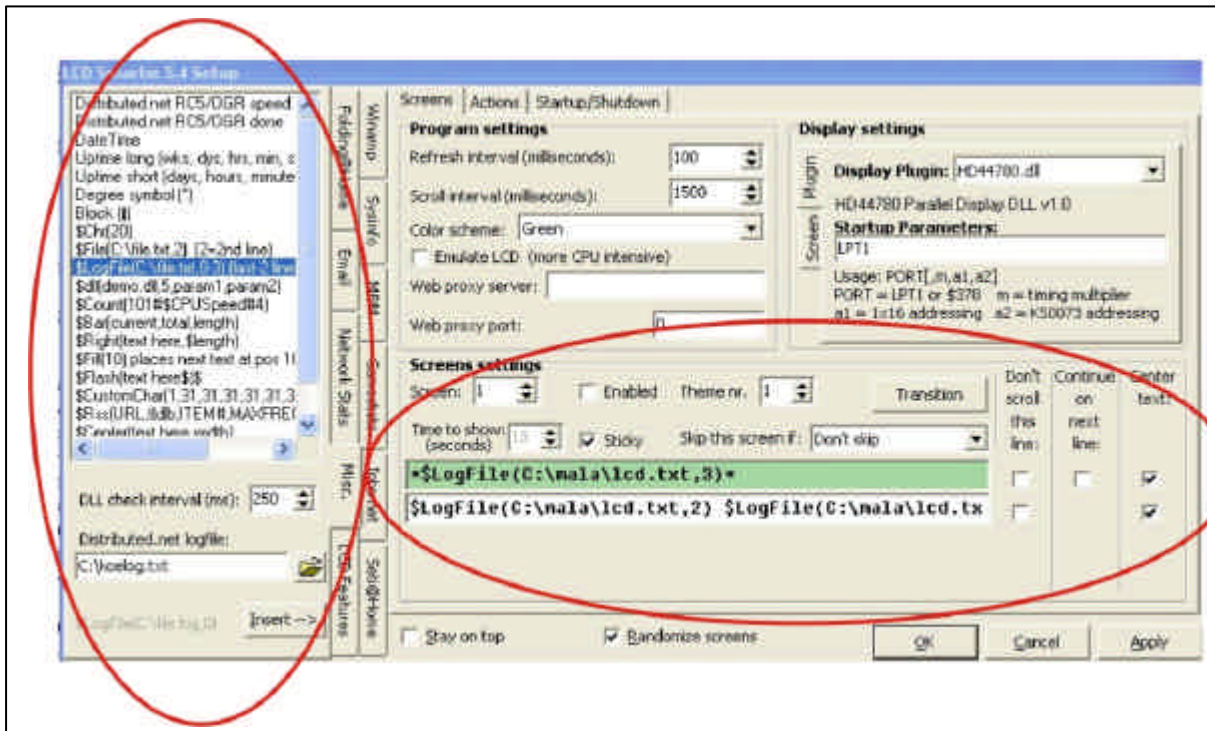 LCD Smartie 5.4 Setup
Distributed.net RC5/OGR speed
Distributed.net RC5/OGR done
DateTime
Uptime long (wks, dys, hrs, min, s
Uptime short (days, hours, minute
Degree symbol (°)
Block
$Chr(20)
$File(C:\file.txt,2) (2=2nd line)
$LogFile(C:\file.txt,0-3) (last 2 line
$dll(demo.dll,5,param1,param2)
$Count(101#$CPUSpeed#4)
$Bar(current,total,length)
$Right(text here,$length)
$Fill(10) places next text at pos 1
$Flash(text here$)$
$CustomChar(1,31,31,31,31,31,3
$Rss(URL,t|d|b,ITEM#,MAXFREQ
$Center(text here,width)
DLL check interval (ms): 250
Distributed.net logfile:
C:\koelog.txt
Insert -->
Folding@Home
Email
Network Stats
Misc.
LCD Features
Winamp
SysInfo
MBM
Gamestats
Internet
Seti@Home
Screens
Actions
Startup/Shutdown
Program settings
Refresh interval (milliseconds): 100
Scroll interval (milliseconds): 1500
Color scheme: Green
Emulate LCD (more CPU intensive)
Web proxy server:
Web proxy port: 0
Display settings
Plugin
Screen
Display Plugin: HD44780.dll
HD44780 Parallel Display DLL v1.0
Startup Parameters:
LPT1
Usage: PORT[,m,a1,a2]
PORT = LPT1 or $378 m = timing multiplier
a1 = 1x16 addressing a2 = KS0073 addressing
Screens settings
Screen: 1
Enabled
Theme nr. 1
Transition
Don't scroll this line:
Continue on next line:
Center text:
Time to show: (seconds)
Sticky
Skip this screen if: Don't skip
*$LogFile(C:\mala\lcd.txt,3)*
$LogFile(C:\mala\lcd.txt,2) $LogFile(C:\mala\lcd.tx
Stay on top
Randomize screens
OK
Cancel
Apply